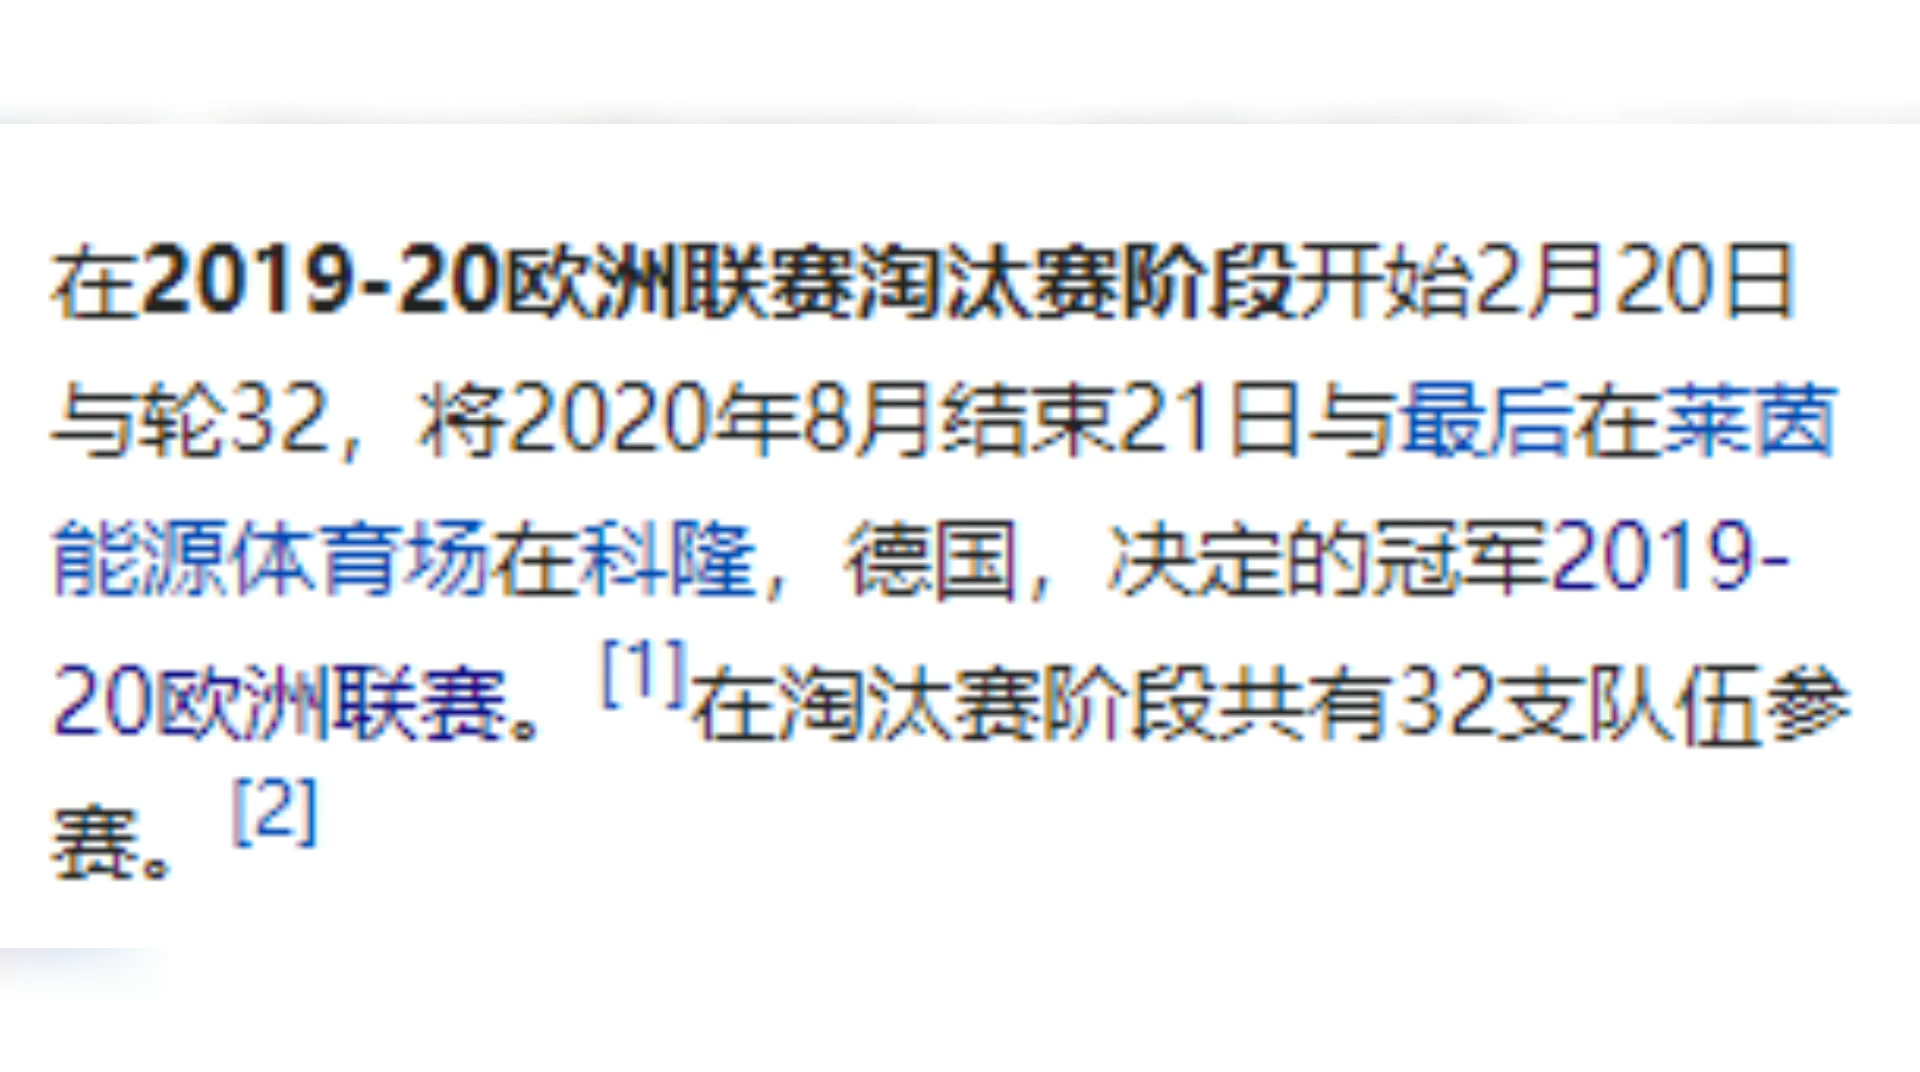 在2019-20欧洲联赛淘汰赛阶段开始2月20日
与轮32，将2020年8月结束21日与最后在莱茵
能源体育场在科隆，德国，决定的冠军2019-
20欧洲联赛。[1]在淘汰赛阶段共有32支队伍参
赛。[2]